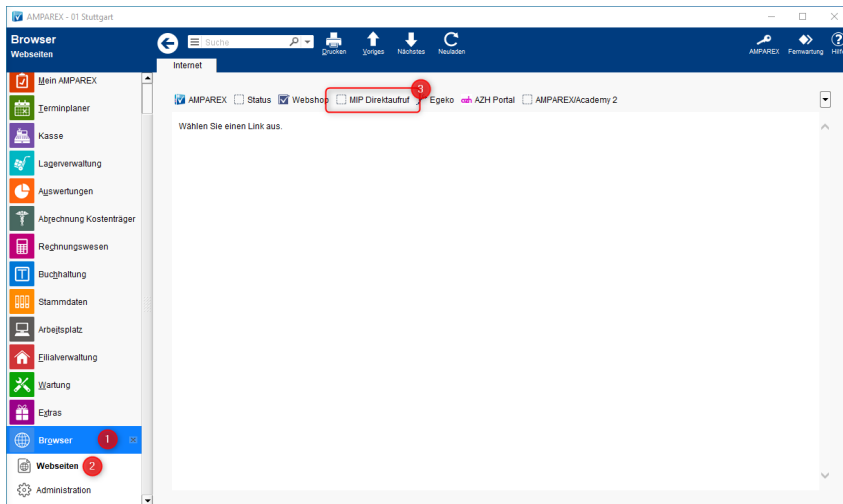 AMPAREX - 01 Stuttgart
Browser
Webseiten
Suche
Drucken
Voriges
Nächstes
Neuladen
AMPAREX
Fernwartung
Internet
Mein AMPAREX
Terminplaner
Kasse
Lagerverwaltung
Auswertungen
Abrechnung Kostenträger
Rechnungswesen
Buchhaltung
Stammdaten
Arbeitsplatz
Filialverwaltung
Wartung
Extras
Browser 1
Webseiten 2
Administration
3
AMPAREX Status Webshop MIP Direktaufruf Egeko azh AZH Portal AMPAREX/Academy 2
Wählen Sie einen Link aus.